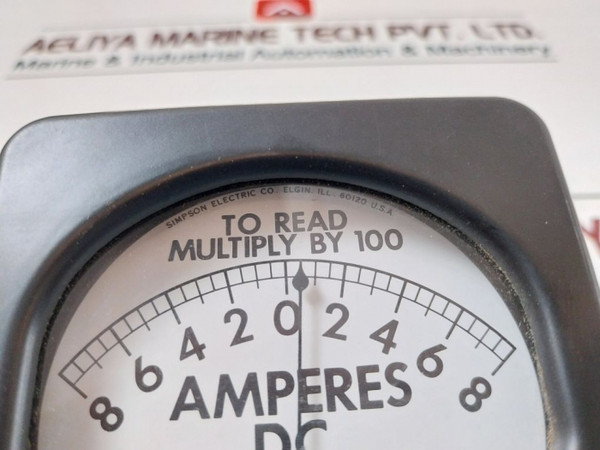 AELIYA MARINE TECH PVT. LTD.
Marine & Industrial Automation & Machinery
SIMPSON ELECTRIC CO. ELGIN, ILL. 60120 U.S.A
TO READ
MULTIPLY BY 100
8 6 4 2 0 2 4 6 8
AMPERES
DC